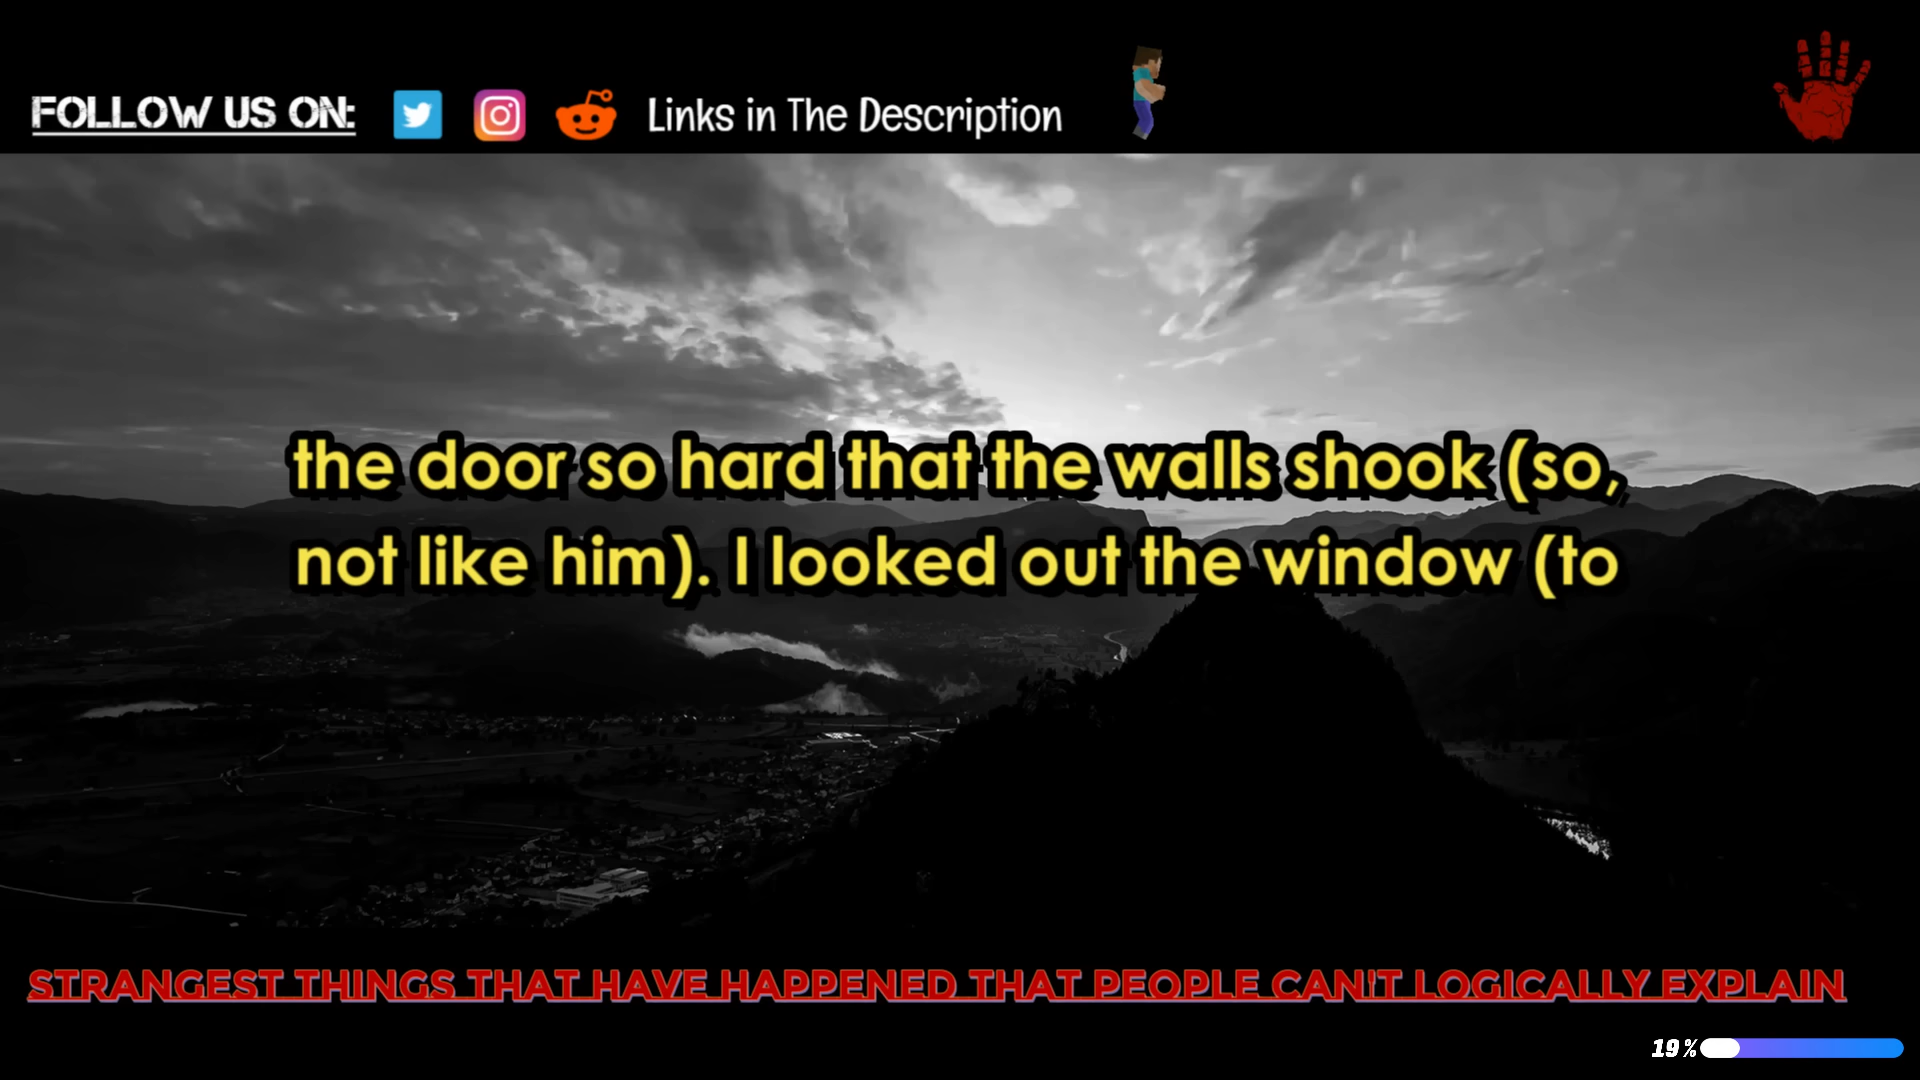 FOLLOW US ON: Links in The Description
the door so hard that the walls shook (so,
not like him). I looked out the window (to
STRANGEST THINGS THAT HAVE HAPPENED THAT PEOPLE CAN'T LOGICALLY EXPLAIN
19%